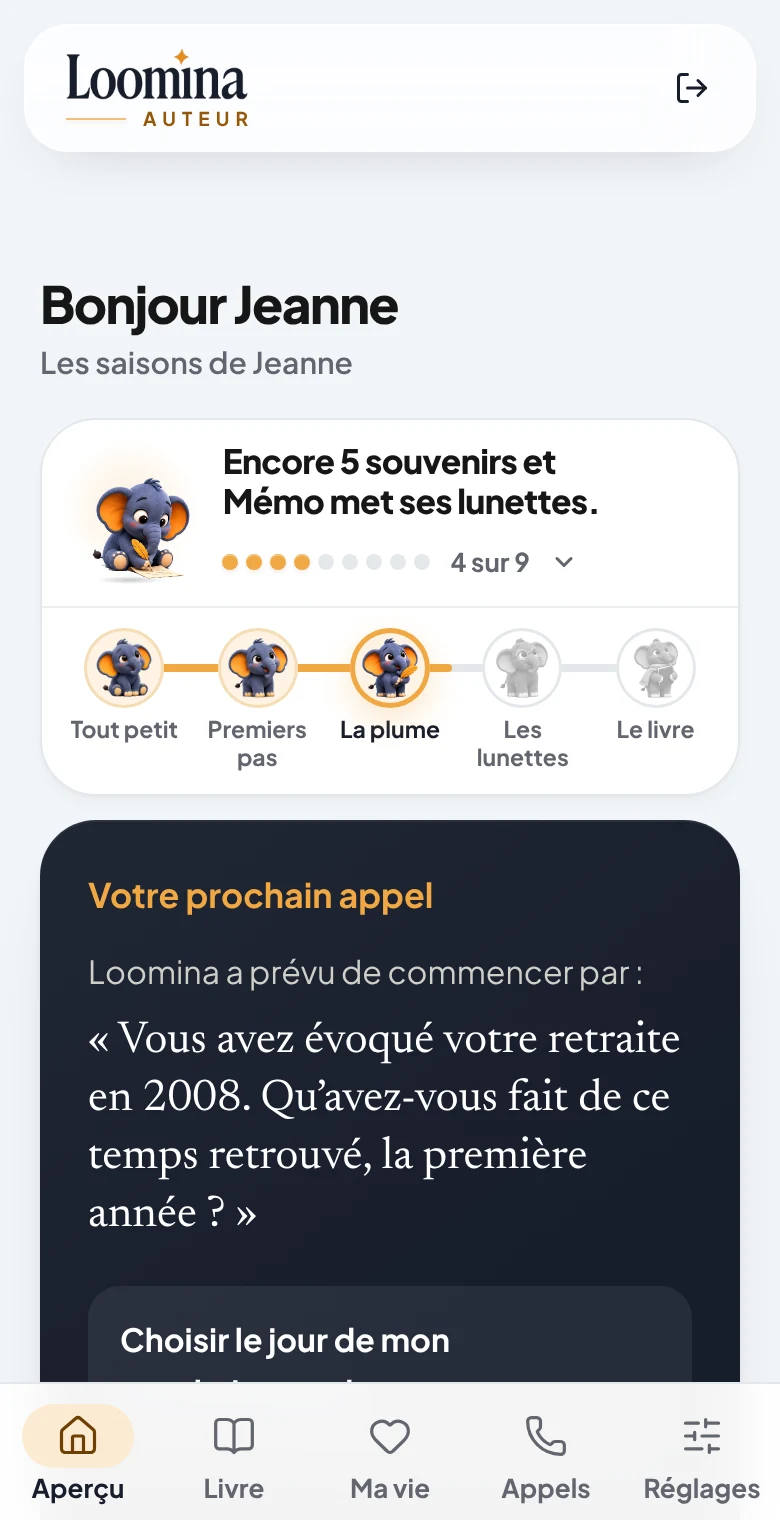 Loomina
AUTEUR
Bonjour Jeanne
Les saisons de Jeanne
Encore 5 souvenirs et
Mémo met ses lunettes.
4 sur 9
Tout petit
Premiers
pas
La plume
Les
lunettes
Le livre
Votre prochain appel
Loomina a prévu de commencer par :
« Vous avez évoqué votre retraite
en 2008. Qu’avez-vous fait de ce
temps retrouvé, la première
année ? »
Choisir le jour de mon
Aperçu
Livre
Ma vie
Appels
Réglages